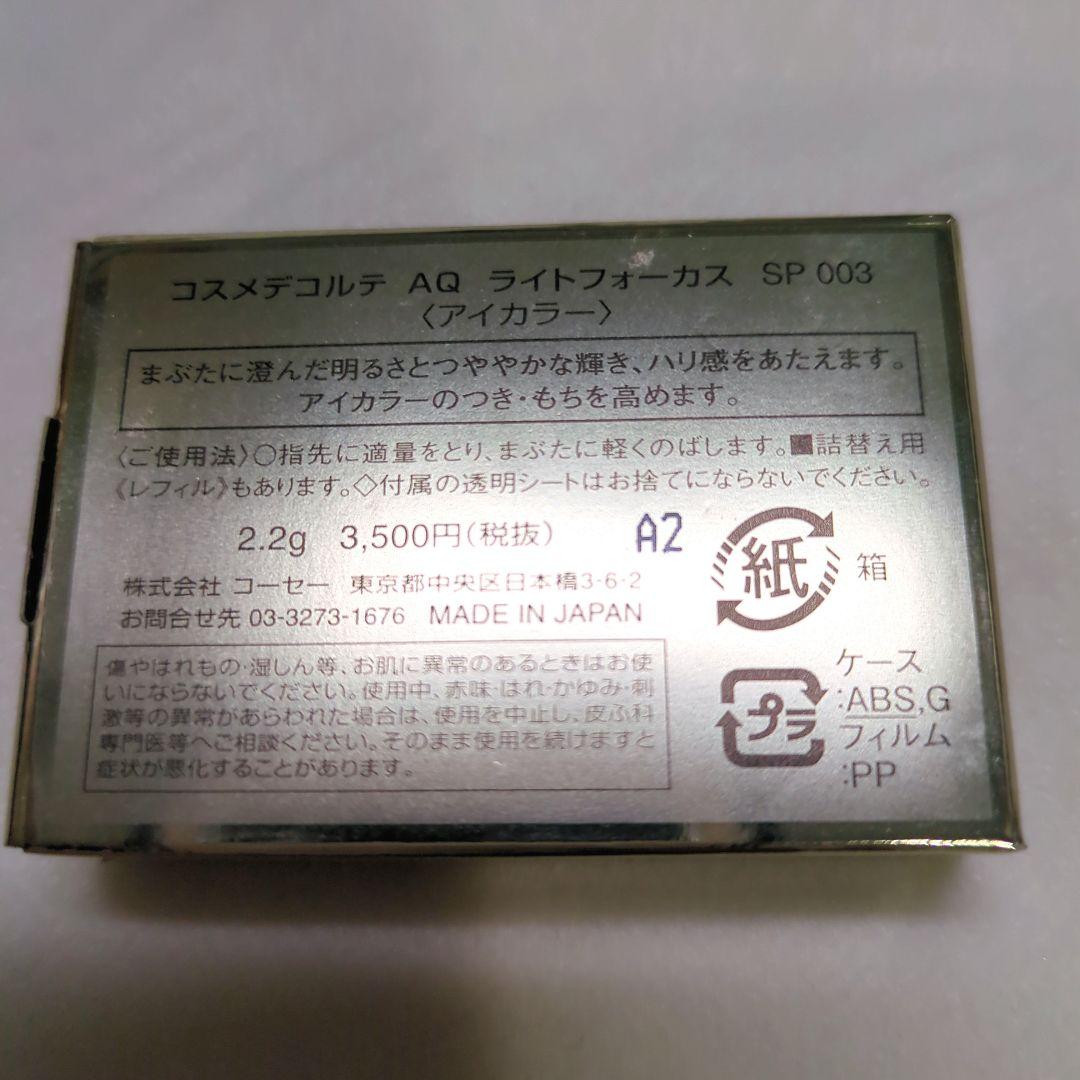 コスメデコルテ AQ ライトフォーカス SP 003
〈アイカラー〉
まぶたに澄んだ明るさとつややかな輝き、ハリ感をあたえます。
アイカラーのつき・もちを高めます。
〈ご使用法〉○指先に適量をとり、まぶたに軽くのばします。■詰替え用
《レフィル》もあります。◇付属の透明シートはお捨てにならないでください。
2.2g 3,500円(税抜) A2
株式会社 コーセー 東京都中央区日本橋3-6-2
お問合せ先 03-3273-1676 MADE IN JAPAN
紙 箱
傷やはれもの・湿しん等、お肌に異常のあるときはお使
いにならないでください。使用中、赤味・はれ・かゆみ・刺
激等の異常があらわれた場合は、使用を中止し、皮ふ科
専門医等へご相談ください。そのまま使用を続けますと
症状が悪化することがあります。
プラ
ケース
:ABS,G
フィルム
:PP